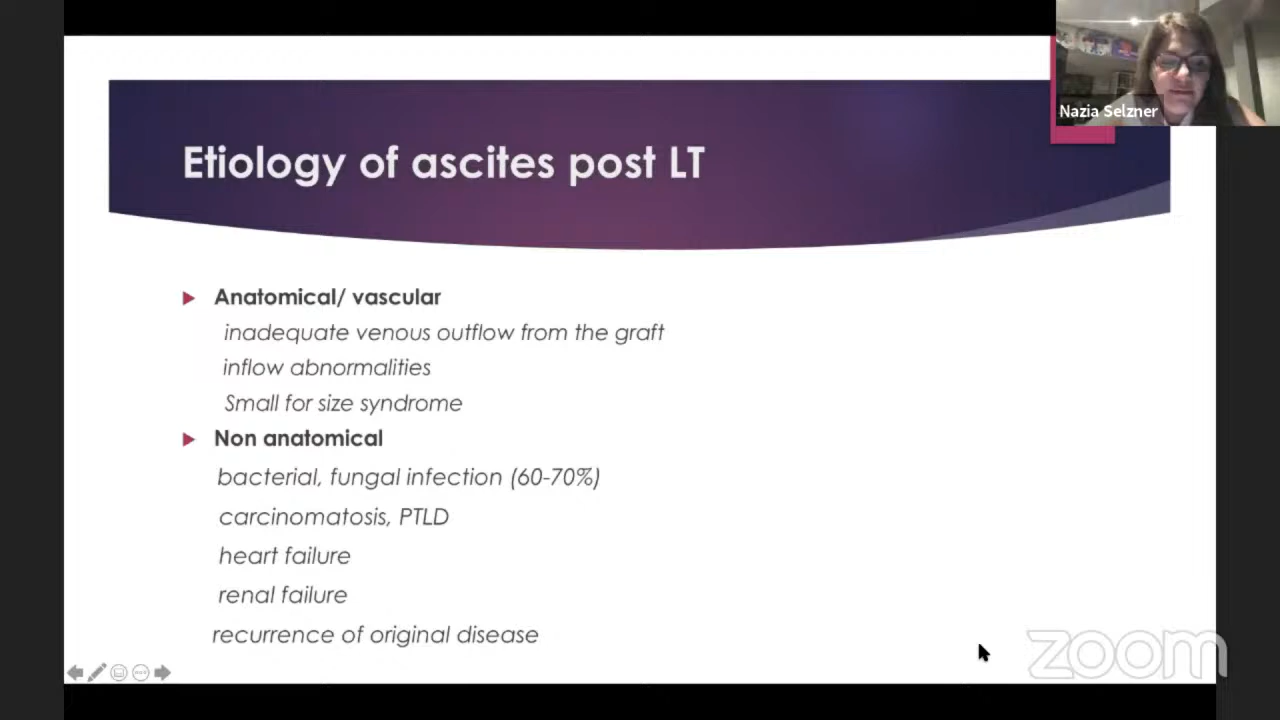 Nazia Selzner
Etiology of ascites post LT
Anatomical/ vascular
inadequate venous outflow from the graft
inflow abnormalities
Small for size syndrome
Non anatomical
bacterial, fungal infection (60-70%)
carcinomatosis, PTLD
heart failure
renal failure
recurrence of original disease
zoom